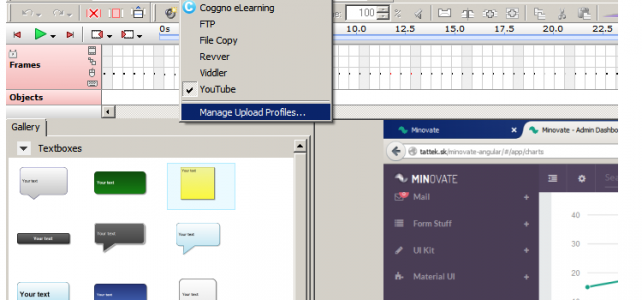 Coggno eLearning
100 %
FTP
0s
10.0
12.5
15.0
17.5
20.0
22.5
File Copy
Revver
Viddler
YouTube
Frames
Objects
Manage Upload Profiles...
Gallery
Textboxes
Your text
Your text
Your text
Your text
Your text
Your text
Your text
Your text
Your text
Minovate
Minovate - Admin Dashbo
tattek.sk/minovate-angular/#/app/charts
MINOVATE
Sea
Mail
Form Stuff
UI Kit
Material UI
40
30
20
10